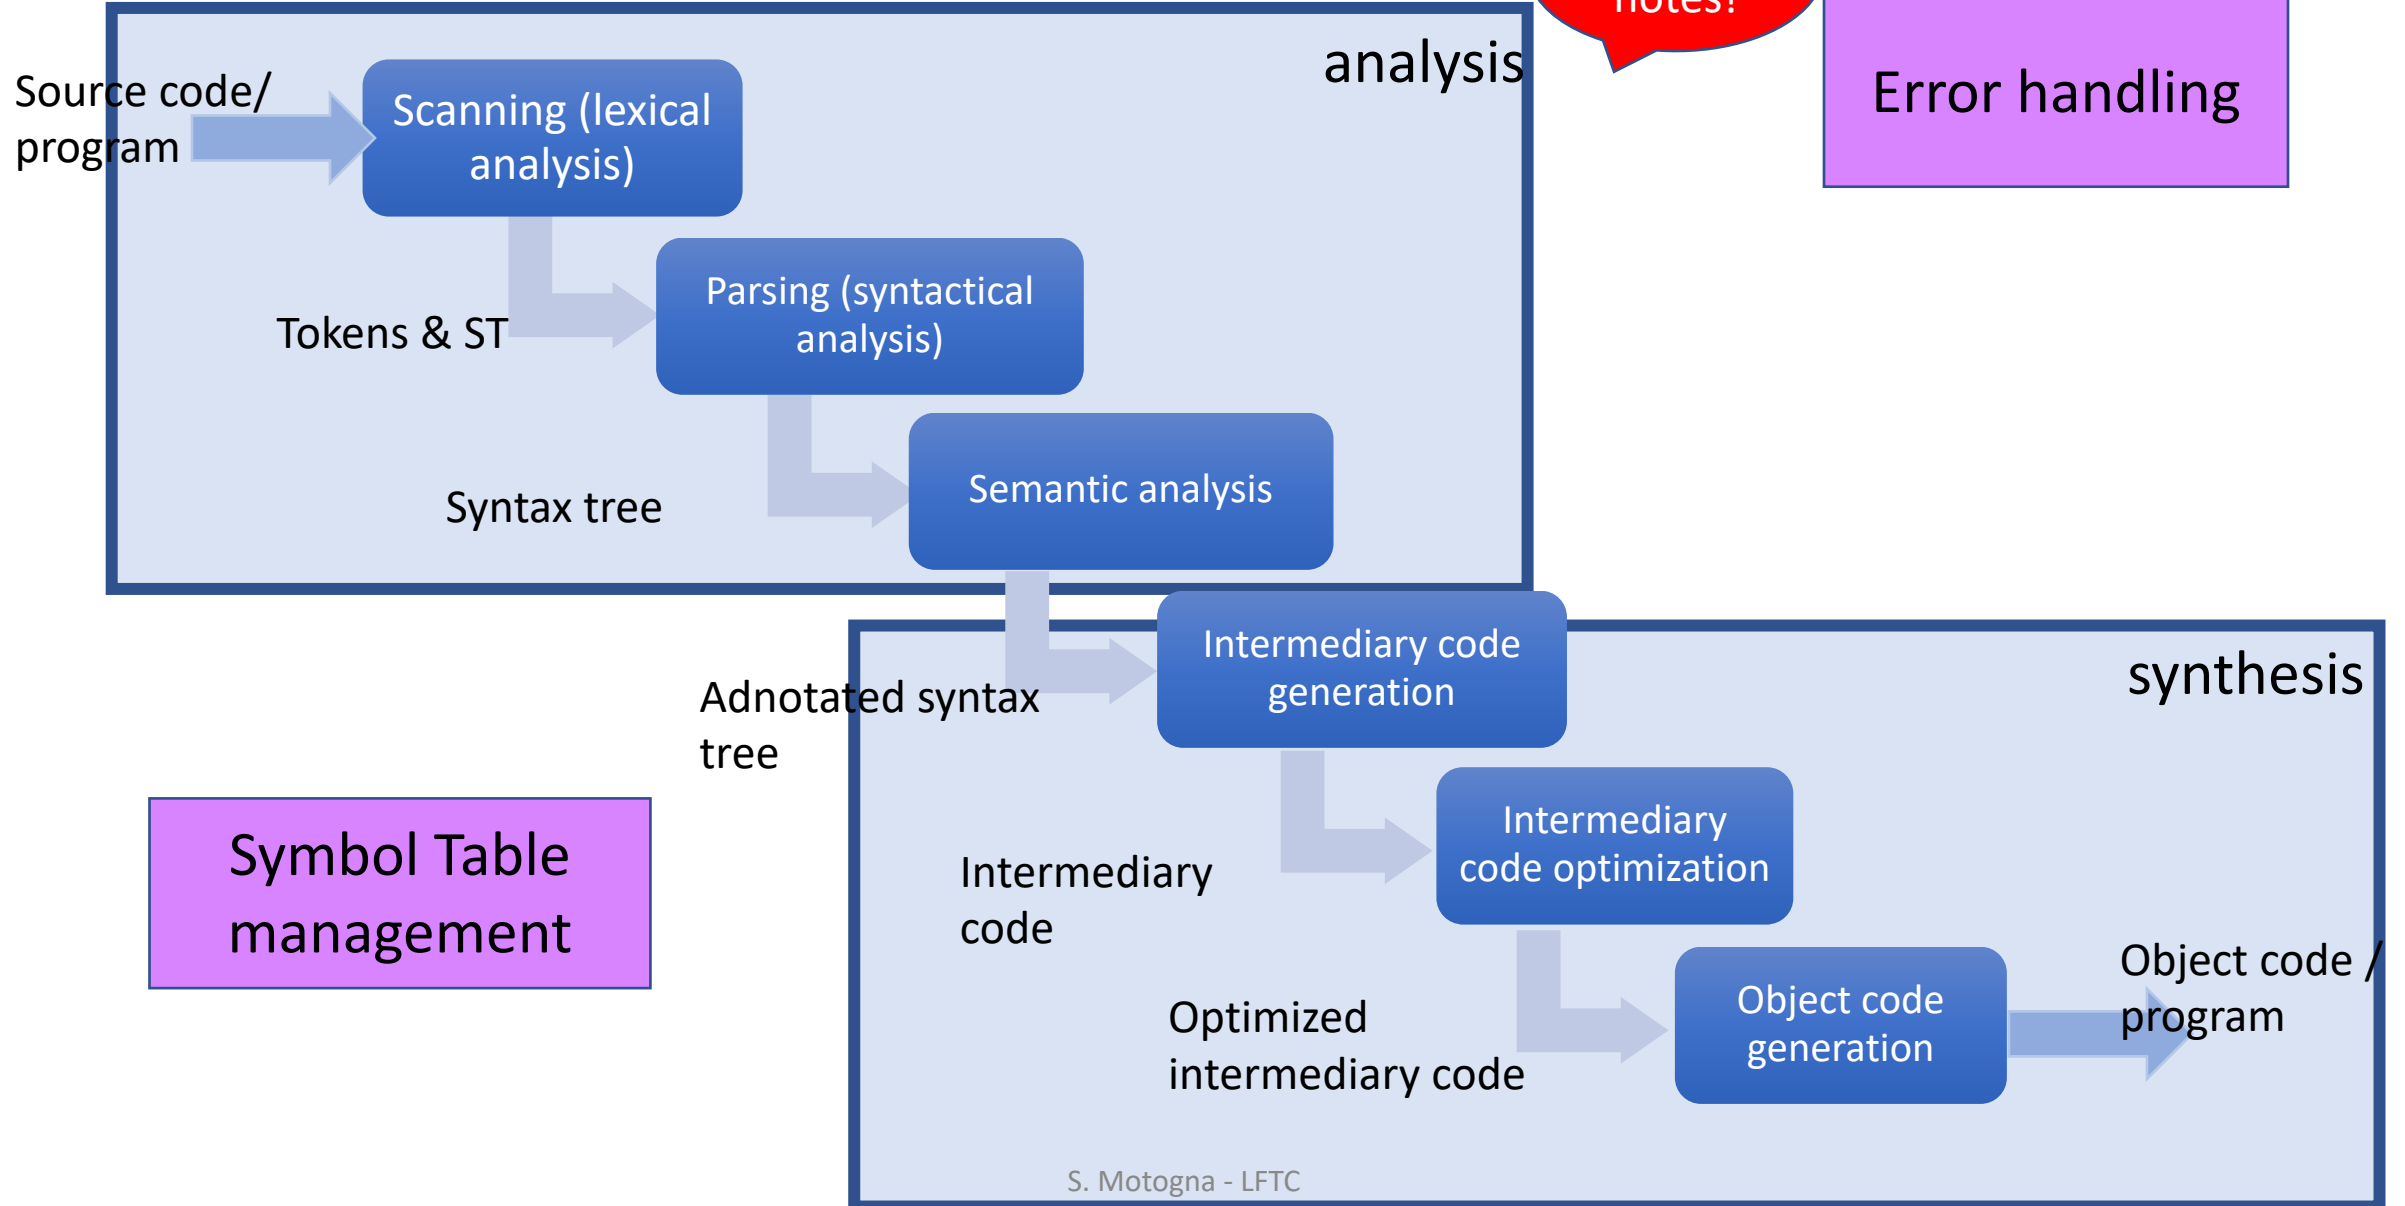 notes!
analysis
Error handling
Source code/
program
Scanning (lexical
analysis)
Tokens & ST
Parsing (syntactical
analysis)
Syntax tree
Semantic analysis
Adnotated syntax
tree
Intermediary code
generation
synthesis
Symbol Table
management
Intermediary
code
Intermediary
code optimization
Optimized
intermediary code
Object code
generation
Object code /
program
S. Motogna - LFTC